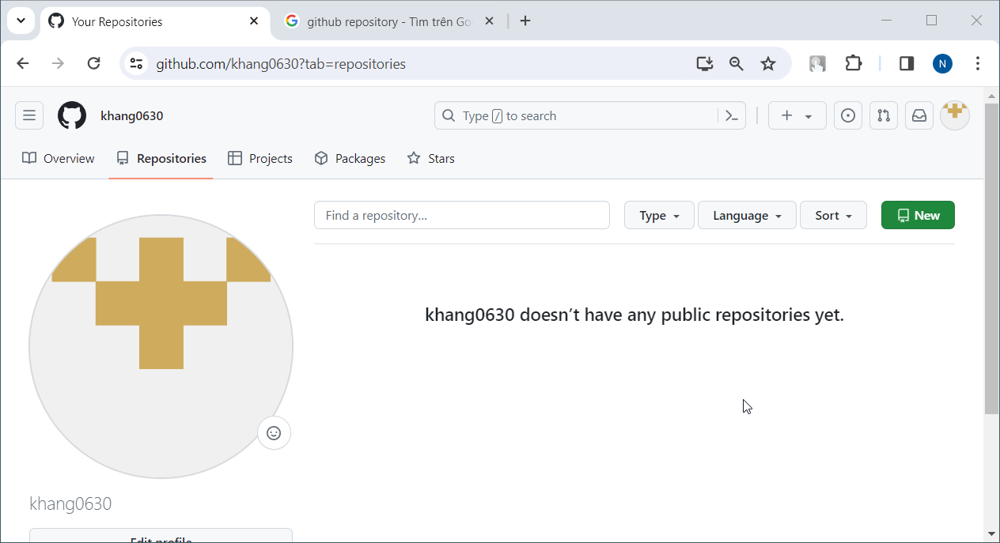 Your Repositories
github repository - Tìm trên Go
github.com/khang0630?tab=repositories
N
khang0630
Type / to search
Overview Repositories Projects Packages Stars
Find a repository... Type Language Sort New
khang0630 doesn't have any public repositories yet.
khang0630
Edit profile